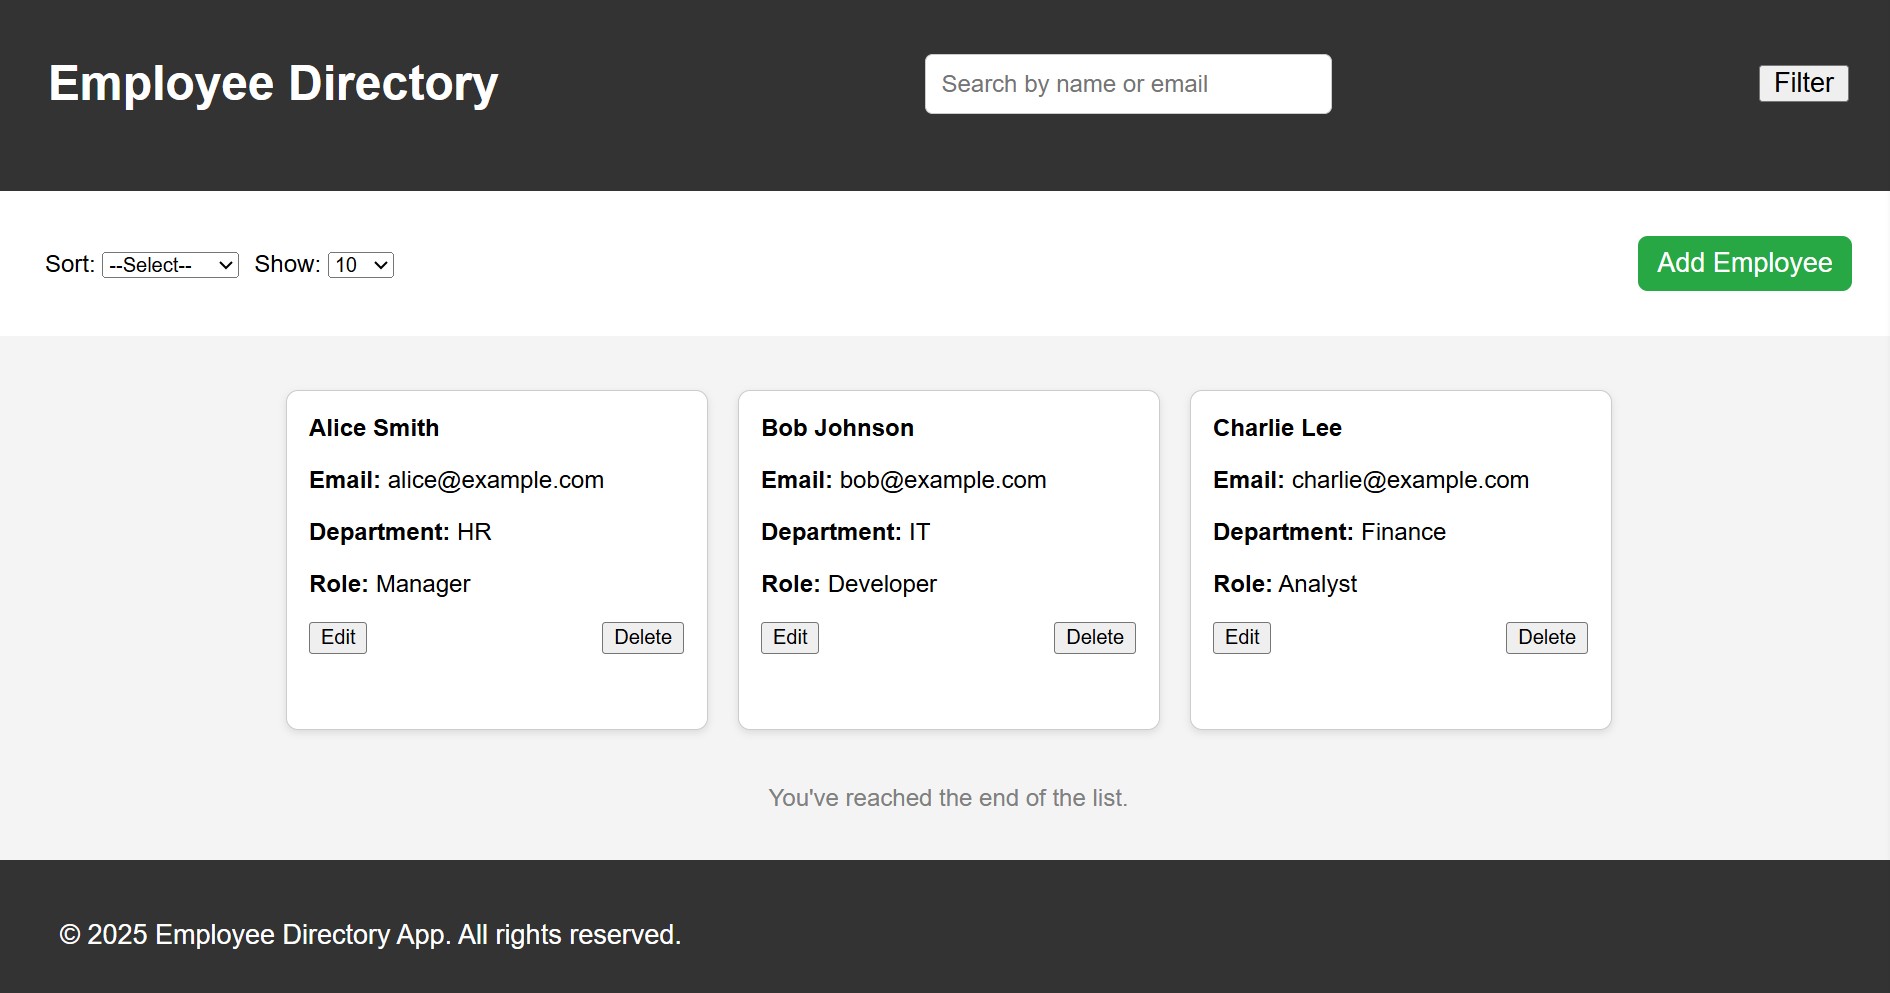 Employee Directory
Search by name or email
Filter
Sort: --Select-- Show: 10
Add Employee
Alice Smith
Email: alice@example.com
Department: HR
Role: Manager
Edit Delete
Bob Johnson
Email: bob@example.com
Department: IT
Role: Developer
Edit Delete
Charlie Lee
Email: charlie@example.com
Department: Finance
Role: Analyst
Edit Delete
You've reached the end of the list.
© 2025 Employee Directory App. All rights reserved.